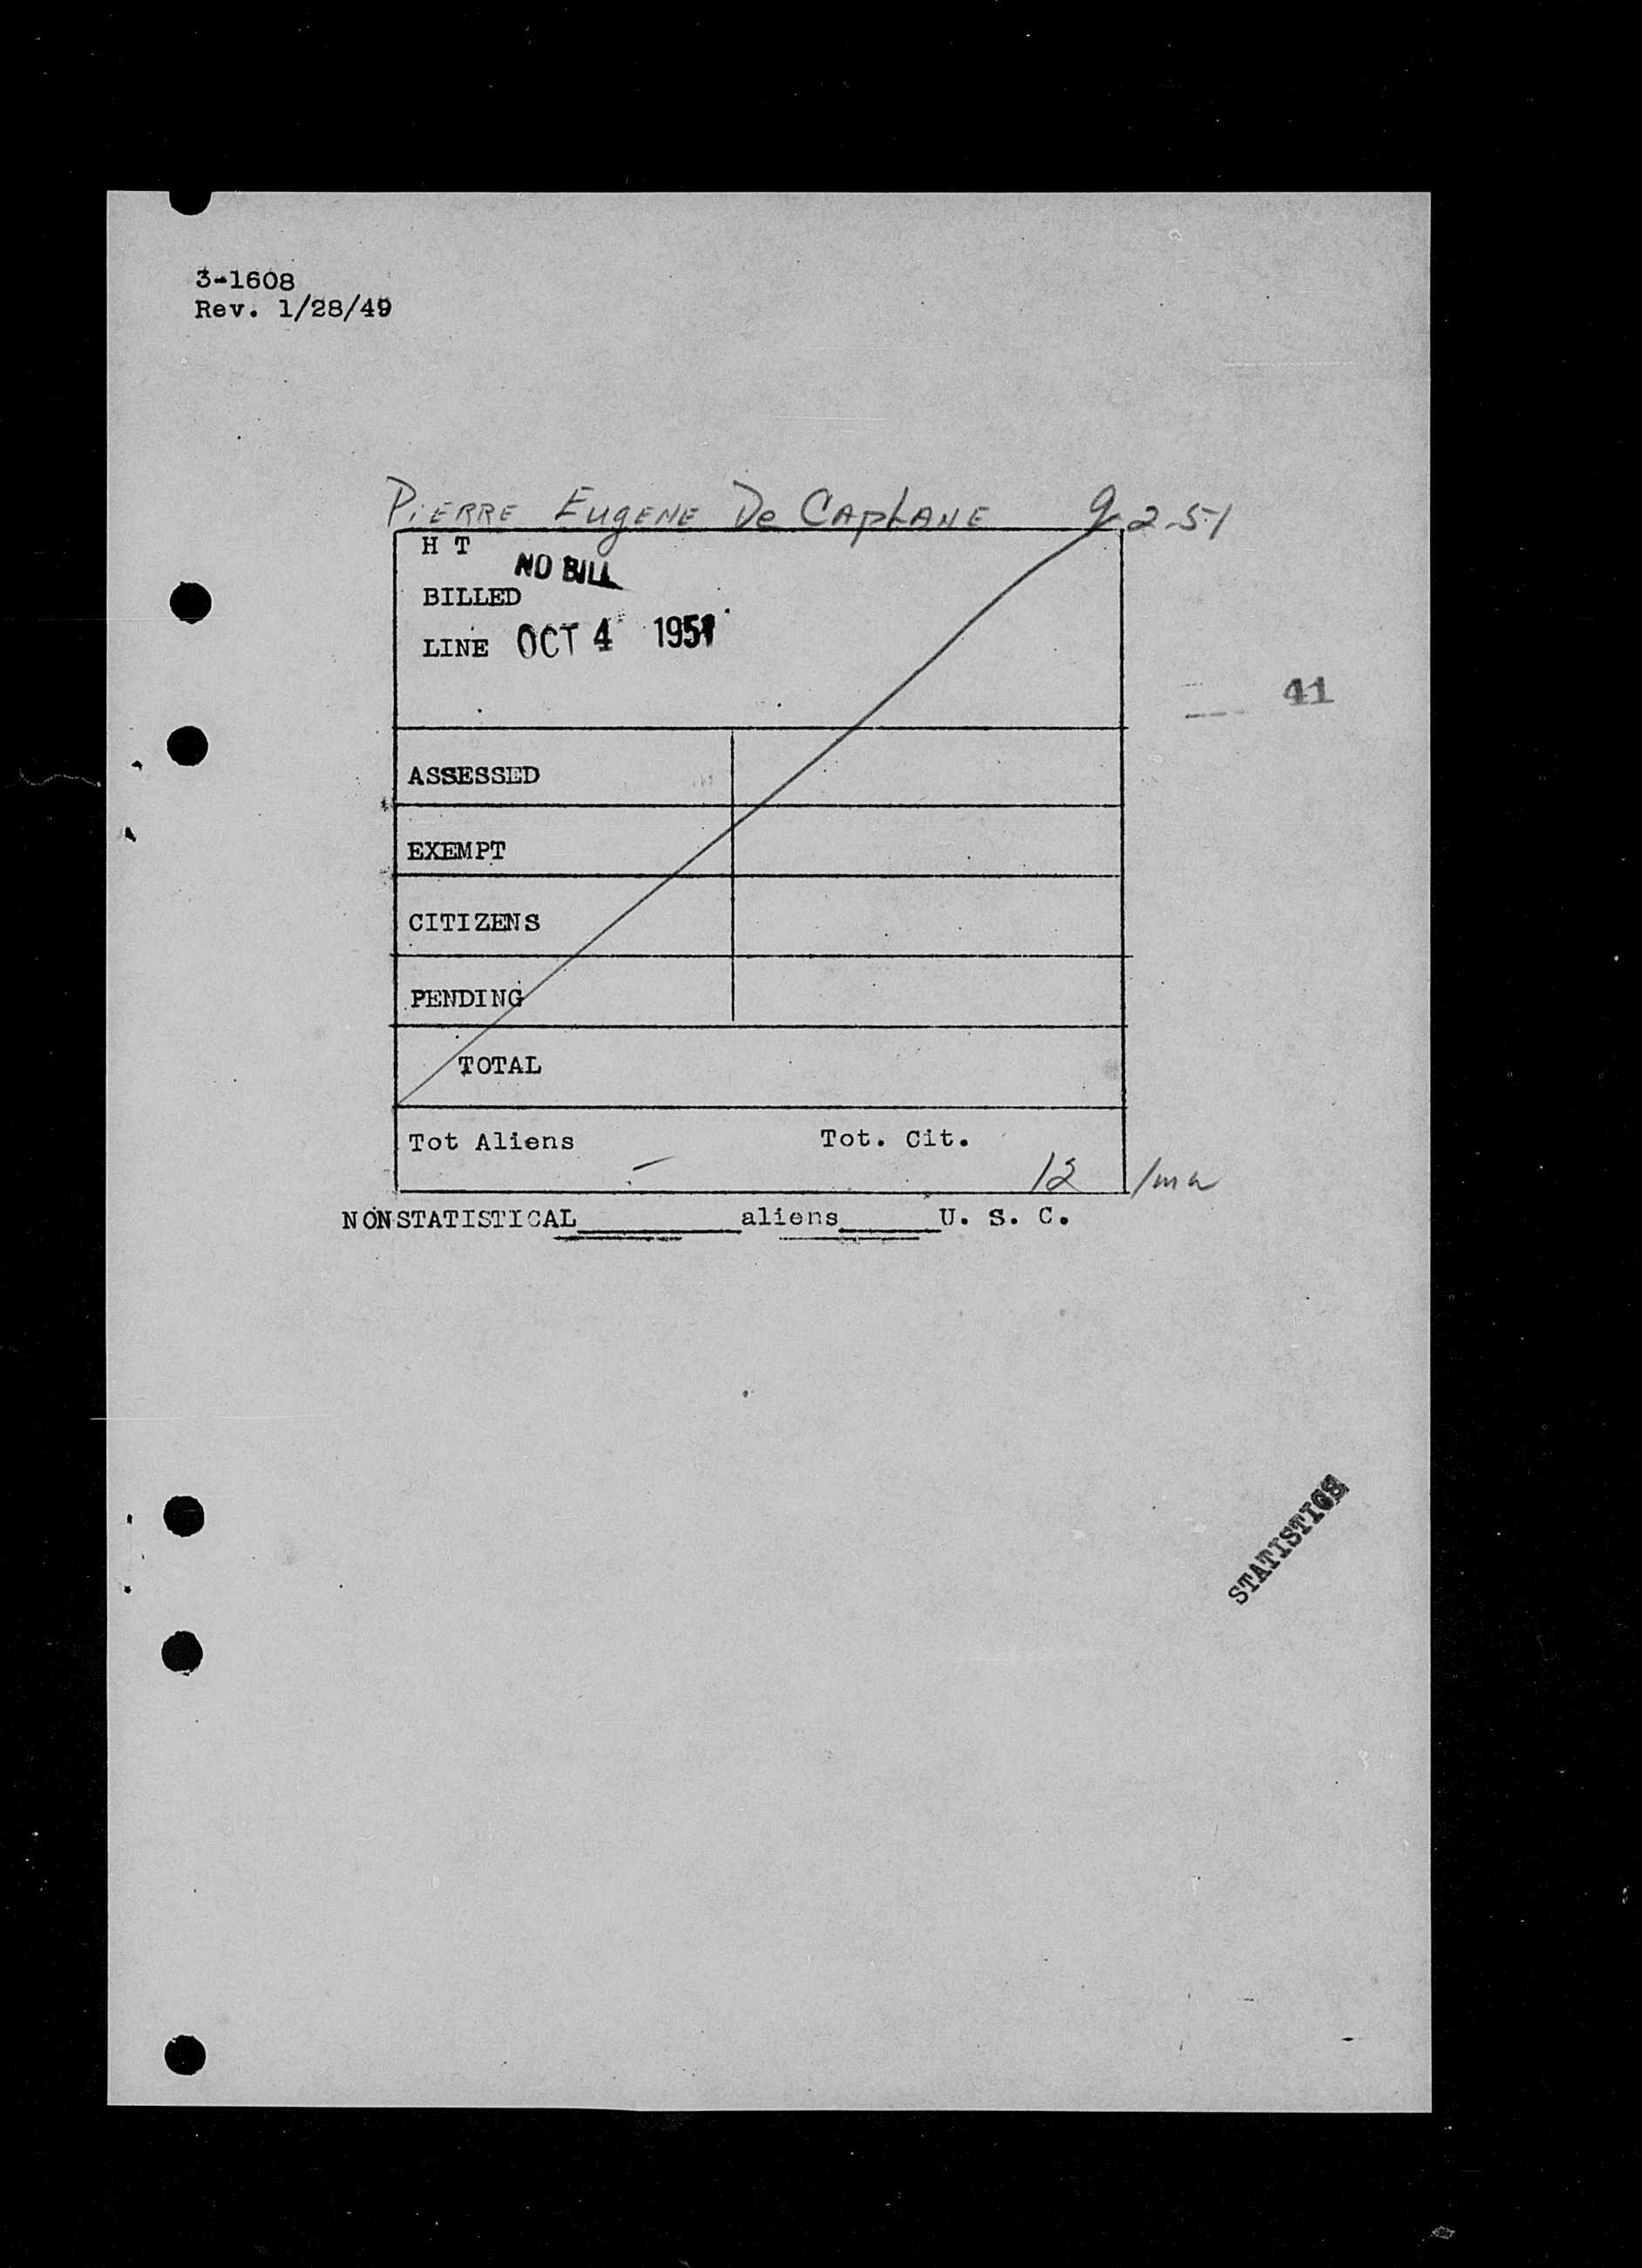 3-1608
Rev. 1/28/49
PIERRE EUGENE De CAPLANE 9-2-51
H T
NO BILL
BILLED
LINE OCT 4 1951
41
ASSESSED
EXEMPT
CITIZENS
PENDING
TOTAL
Tot Aliens - Tot. Cit. 12
NONSTATISTICAL aliens U. S. C.
STATISTICS